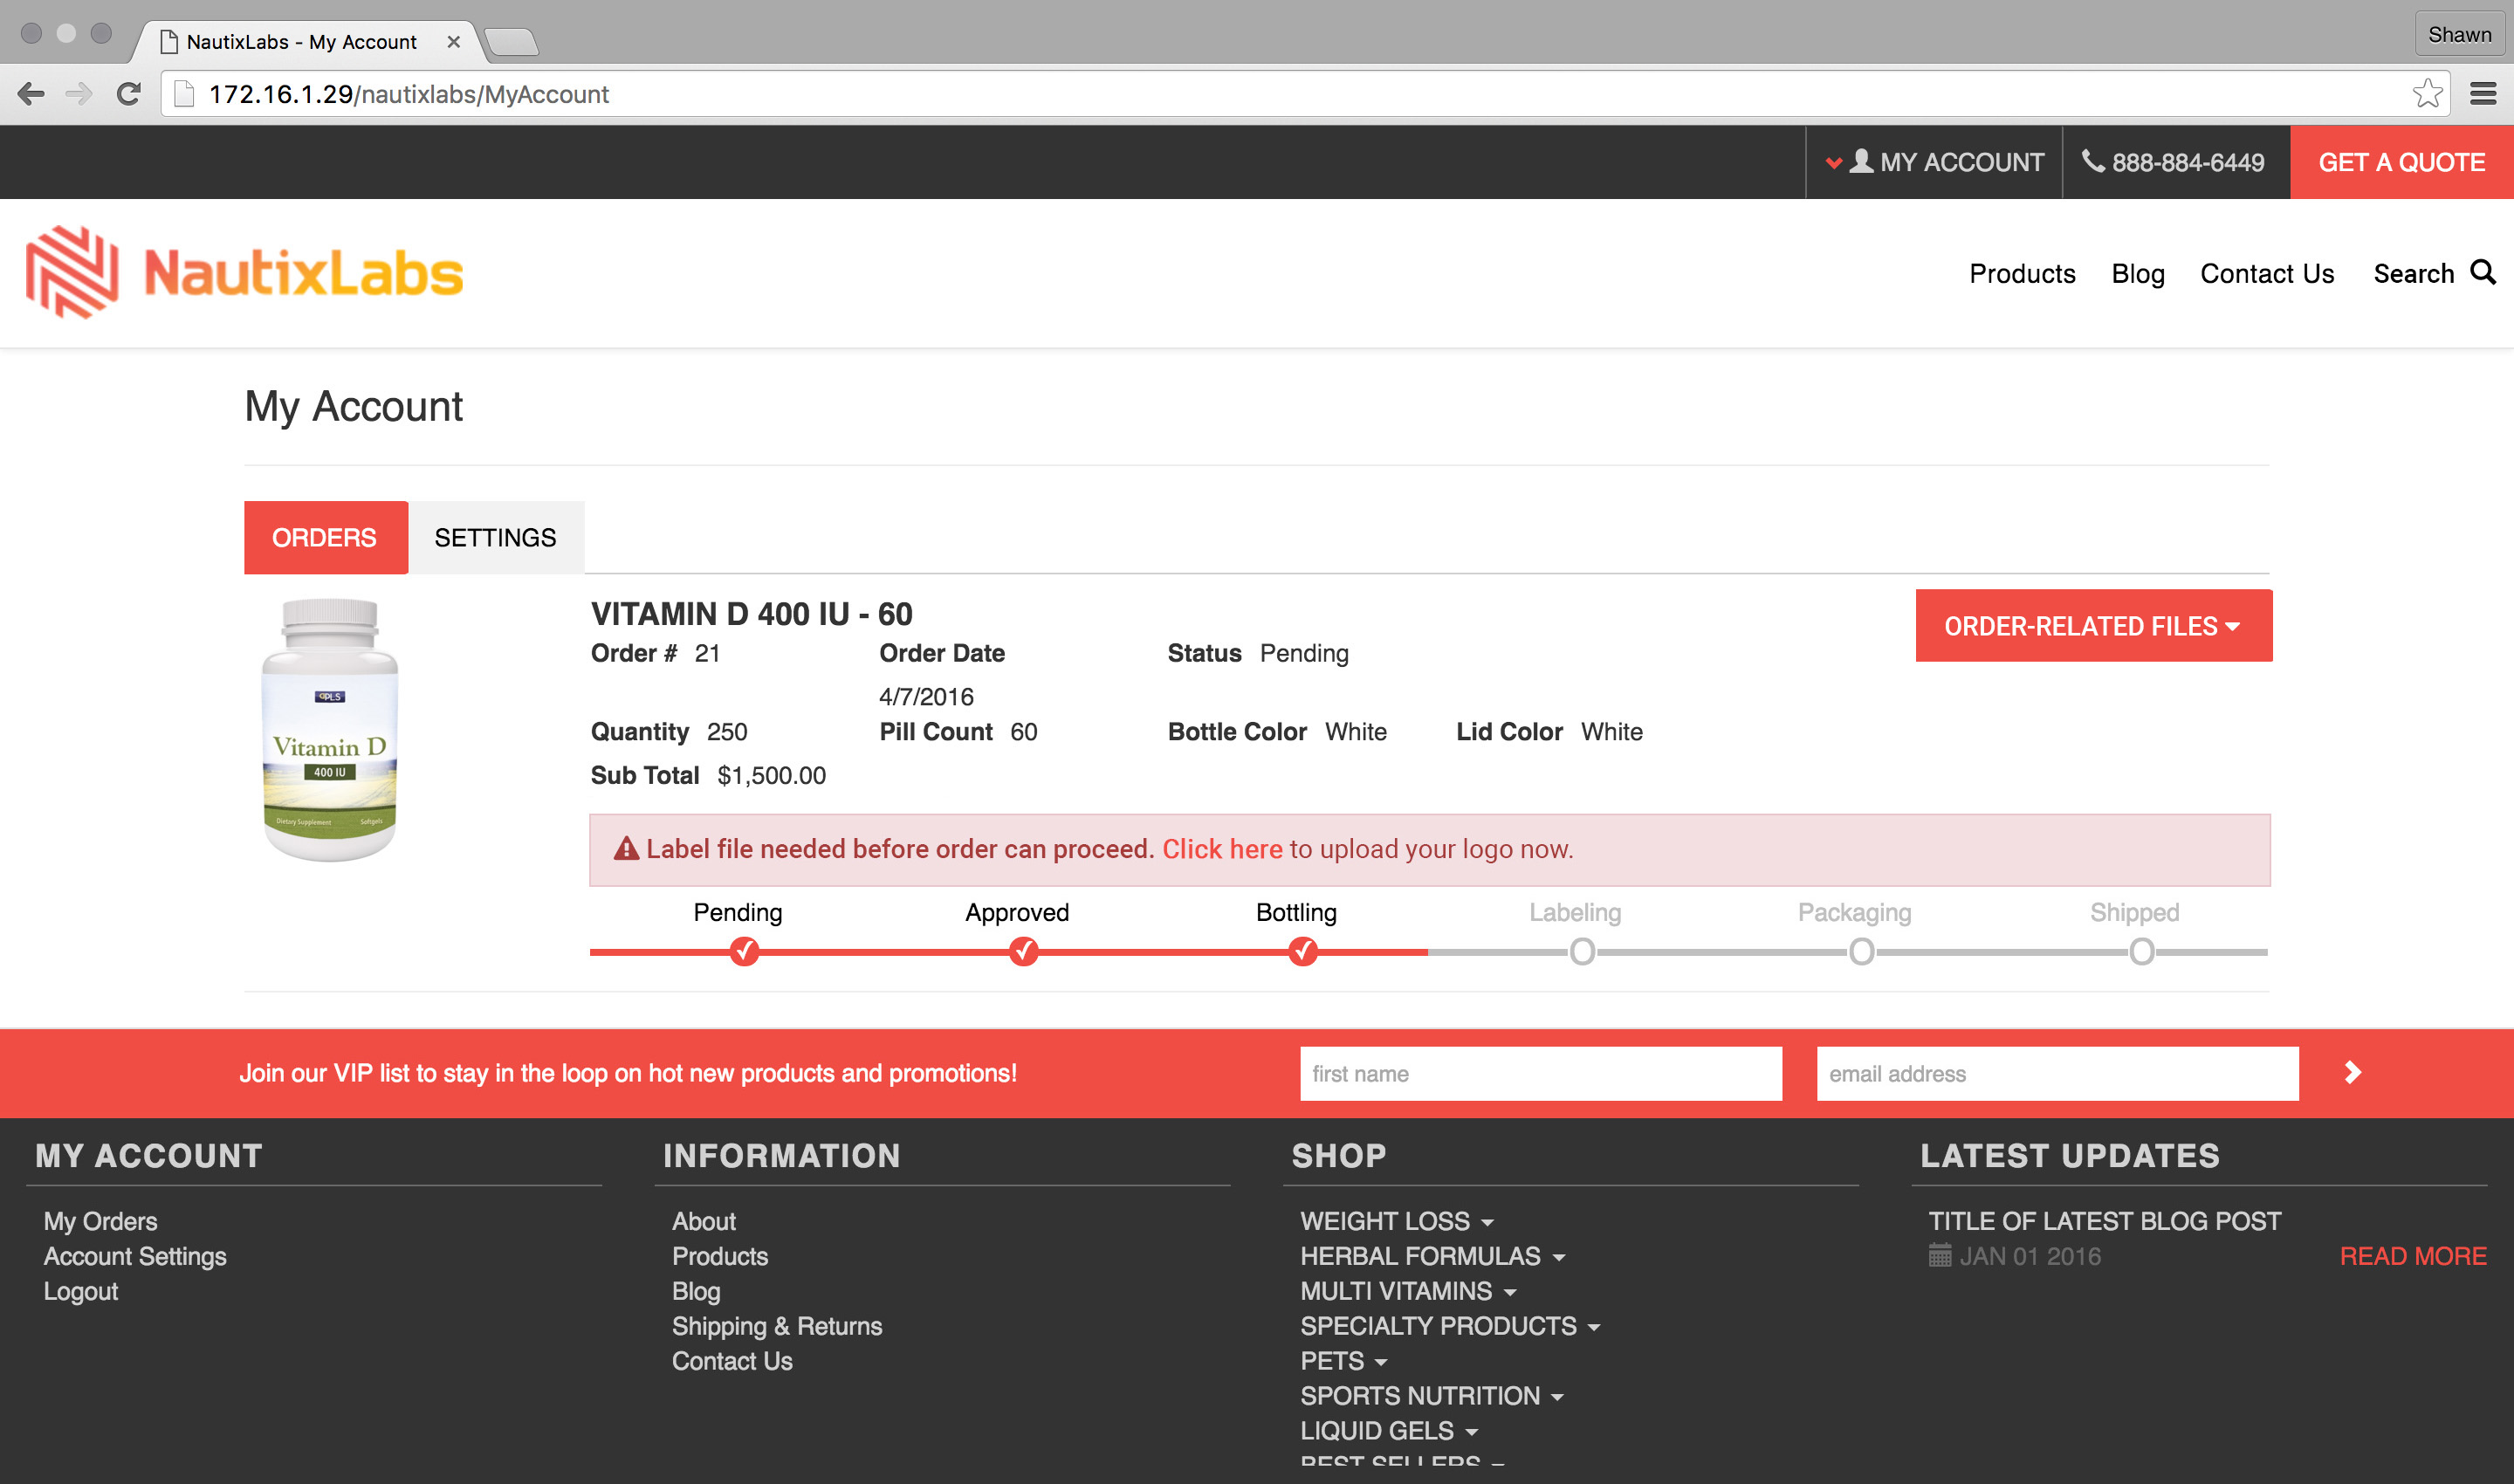 NautixLabs - My Account
Shawn
172.16.1.29/nautixlabs/MyAccount
MY ACCOUNT
888-884-6449
GET A QUOTE
NautixLabs
Products
Blog
Contact Us
Search
My Account
ORDERS
SETTINGS
PLS
Vitamin D
400 IU
Dietary Supplement
Softgels
VITAMIN D 400 IU - 60
ORDER-RELATED FILES
Order # 21
Order Date
4/7/2016
Status Pending
Quantity 250
Pill Count 60
Bottle Color White
Lid Color White
Sub Total $1,500.00
Label file needed before order can proceed. Click here to upload your logo now.
Pending
Approved
Bottling
Labeling
Packaging
Shipped
Join our VIP list to stay in the loop on hot new products and promotions!
first name
email address
MY ACCOUNT
My Orders
Account Settings
Logout
INFORMATION
About
Products
Blog
Shipping & Returns
Contact Us
SHOP
WEIGHT LOSS
HERBAL FORMULAS
MULTI VITAMINS
SPECIALTY PRODUCTS
PETS
SPORTS NUTRITION
LIQUID GELS
BEST SELLERS
LATEST UPDATES
TITLE OF LATEST BLOG POST
JAN 01 2016
READ MORE